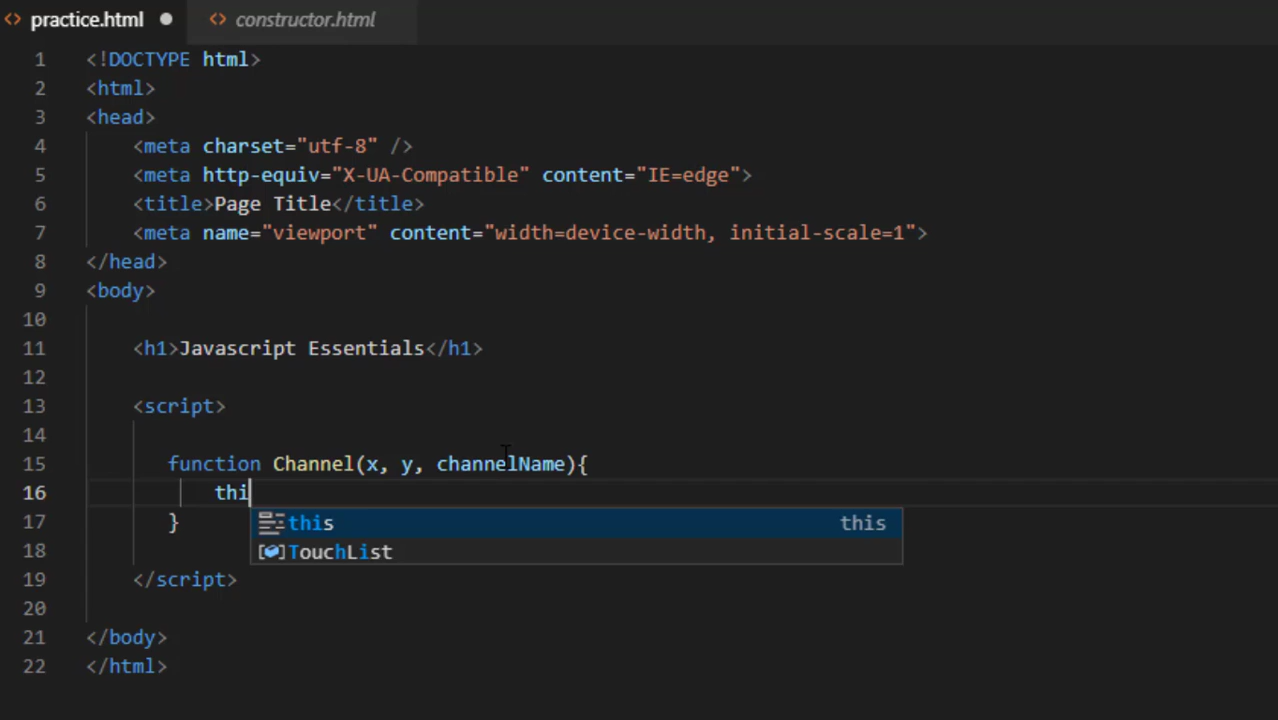 practice.html constructor.html
1 <!DOCTYPE html>
2 <html>
3 <head>
4 <meta charset="utf-8" />
5 <meta http-equiv="X-UA-Compatible" content="IE=edge">
6 <title>Page Title</title>
7 <meta name="viewport" content="width=device-width, initial-scale=1">
8 </head>
9 <body>
10
11 <h1>Javascript Essentials</h1>
12
13 <script>
14
15 function Channel(x, y, channelName){
16 thi
this this
17 }
TouchList
18
19 </script>
20
21 </body>
22 </html>